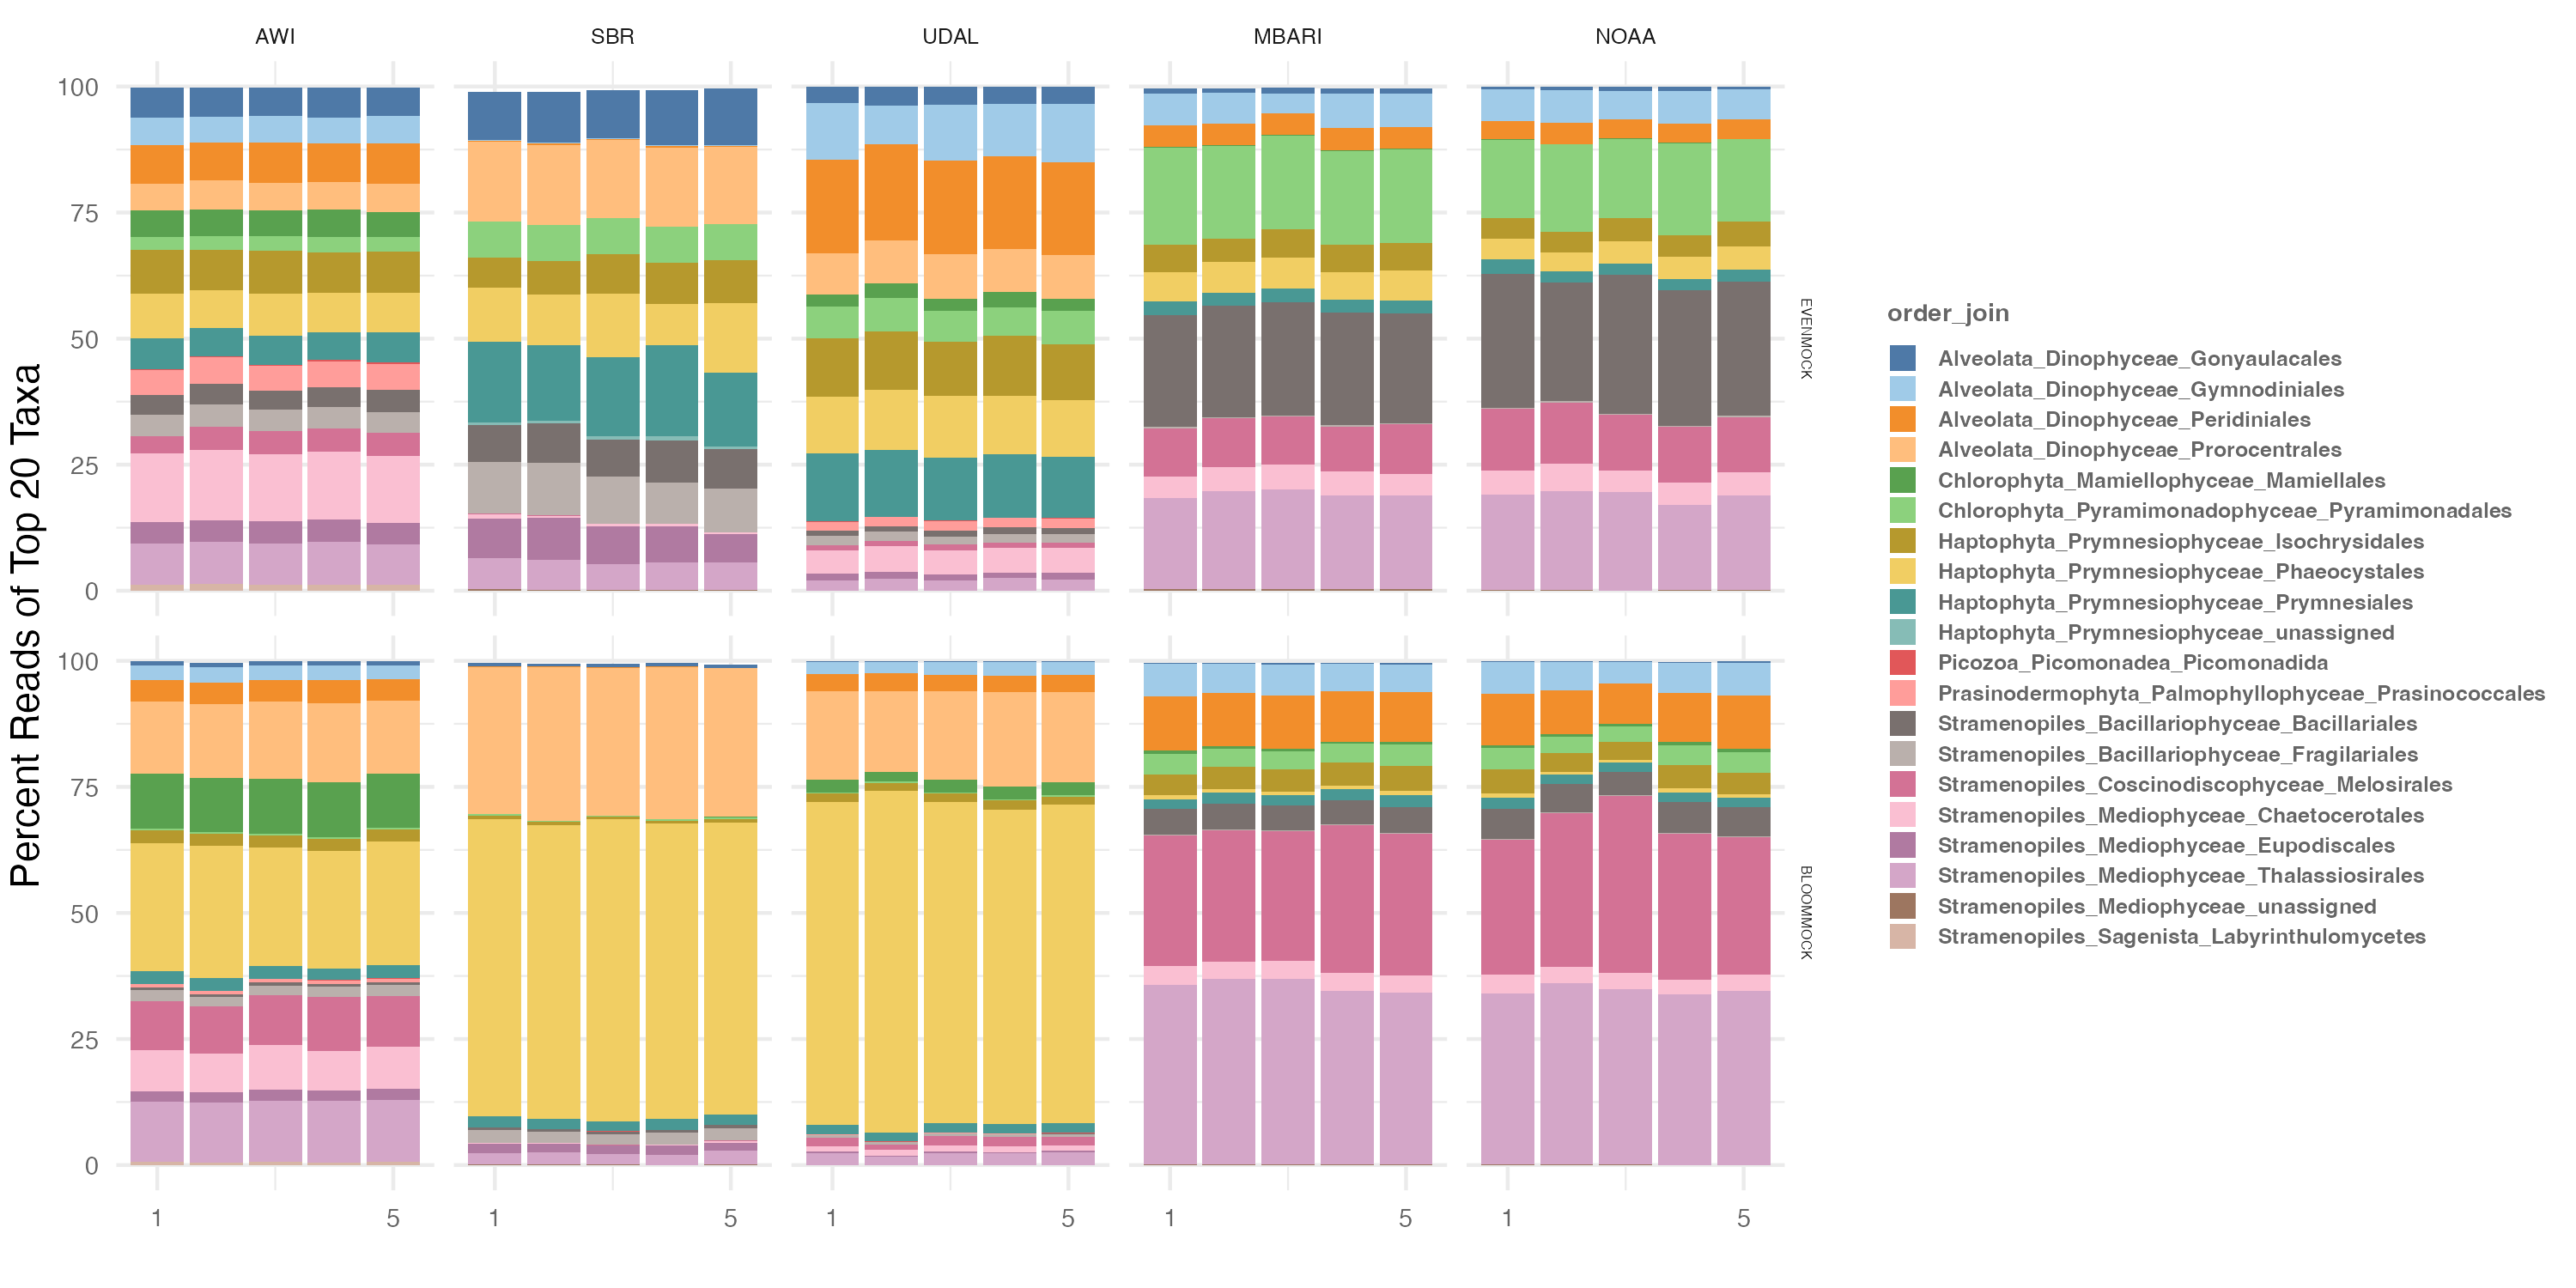 AWI SBR UDAL MBARI NOAA
Percent Reads of Top 20 Taxa
100
75
50
25
0
EVENMOCK
100
75
50
25
0
BLOOMMOCK
1 5 1 5 1 5 1 5 1 5
order_join
Alveolata_Dinophyceae_Gonyaulacales
Alveolata_Dinophyceae_Gymnodiniales
Alveolata_Dinophyceae_Peridiniales
Alveolata_Dinophyceae_Prorocentrales
Chlorophyta_Mamiellophyceae_Mamiellales
Chlorophyta_Pyramimonadophyceae_Pyramimonadales
Haptophyta_Prymnesiophyceae_Isochrysidales
Haptophyta_Prymnesiophyceae_Phaeocystales
Haptophyta_Prymnesiophyceae_Prymnesiales
Haptophyta_Prymnesiophyceae_unassigned
Picozoa_Picomonadea_Picomonadida
Prasinodermophyta_Palmophyllophyceae_Prasinococcales
Stramenopiles_Bacillariophyceae_Bacillariales
Stramenopiles_Bacillariophyceae_Fragilariales
Stramenopiles_Coscinodiscophyceae_Melosirales
Stramenopiles_Mediophyceae_Chaetocerotales
Stramenopiles_Mediophyceae_Eupodiscales
Stramenopiles_Mediophyceae_Thalassiosirales
Stramenopiles_Mediophyceae_unassigned
Stramenopiles_Sagenista_Labyrinthulomycetes